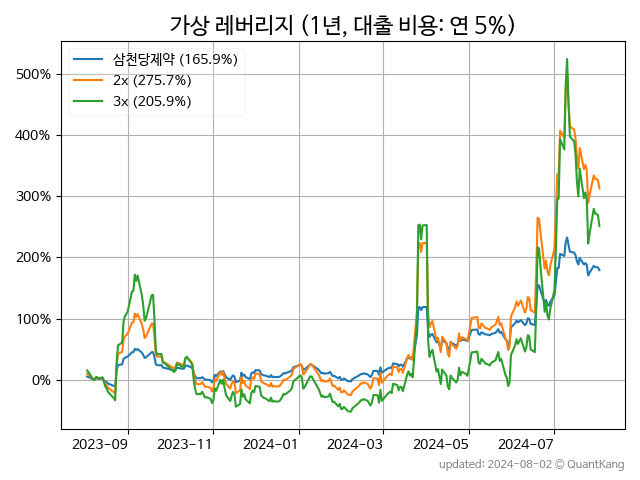 가상 레버리지 (1년, 대출 비용: 연 5%)
삼천당제약 (165.9%)
2x (275.7%)
3x (205.9%)
500%
400%
300%
200%
100%
0%
2023-09 2023-11 2024-01 2024-03 2024-05 2024-07
updated: 2024-08-02 © QuantKang